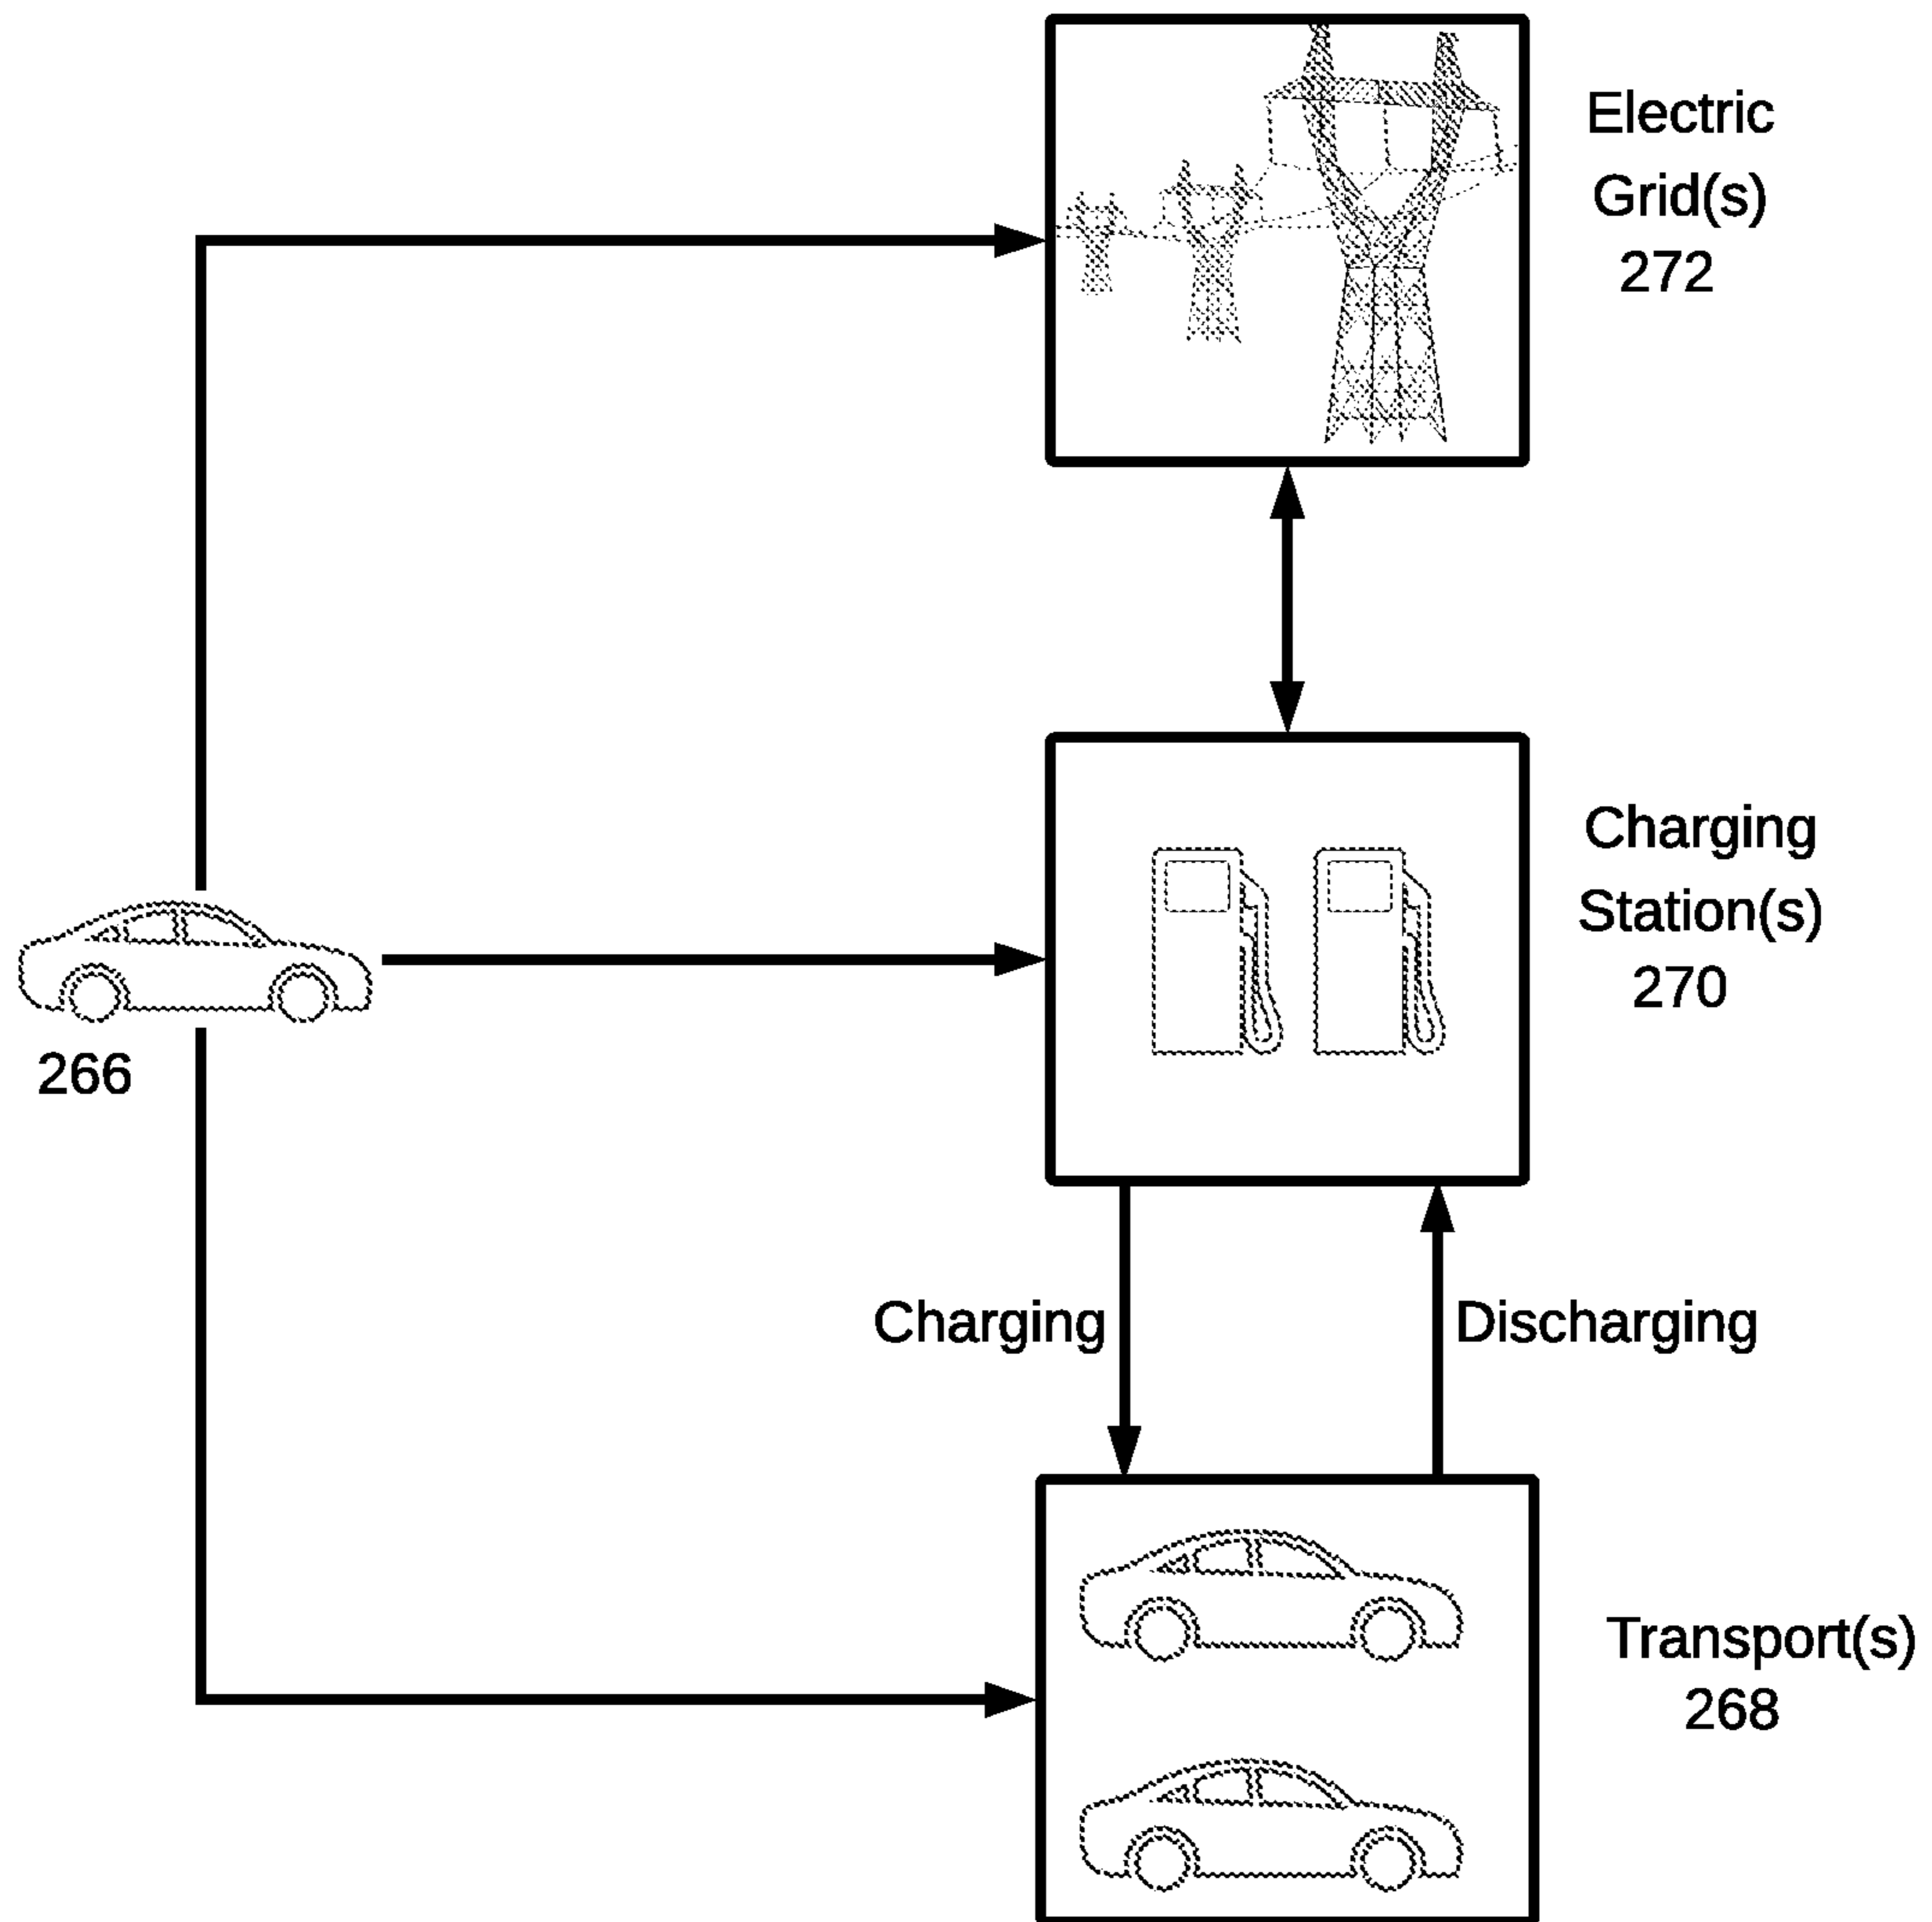 Electric
Grid(s)
272
Charging
Station(s)
270
266
Charging
Discharging
Transport(s)
268